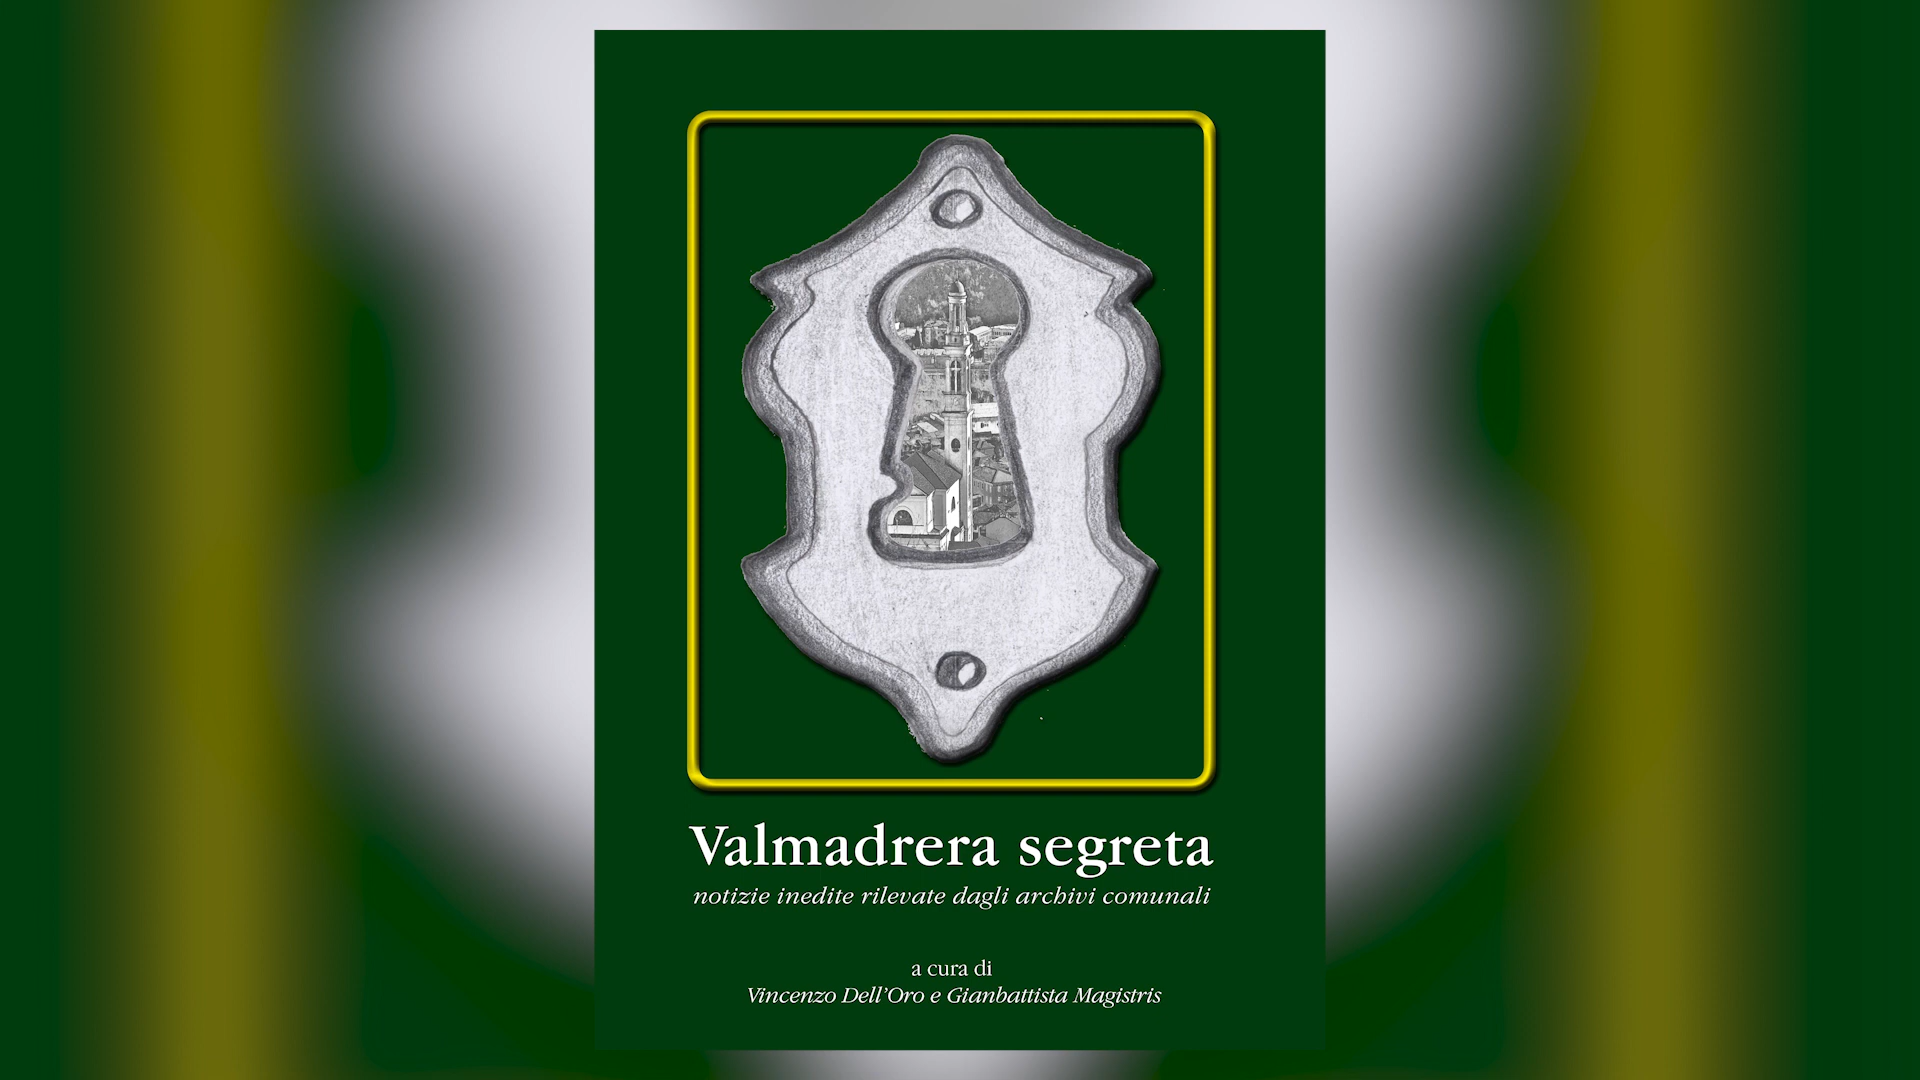 Valmadrera segreta
notizie inedite rilevate dagli archivi comunali
a cura di
Vincenzo Dell'Oro e Gianbattista Magistris